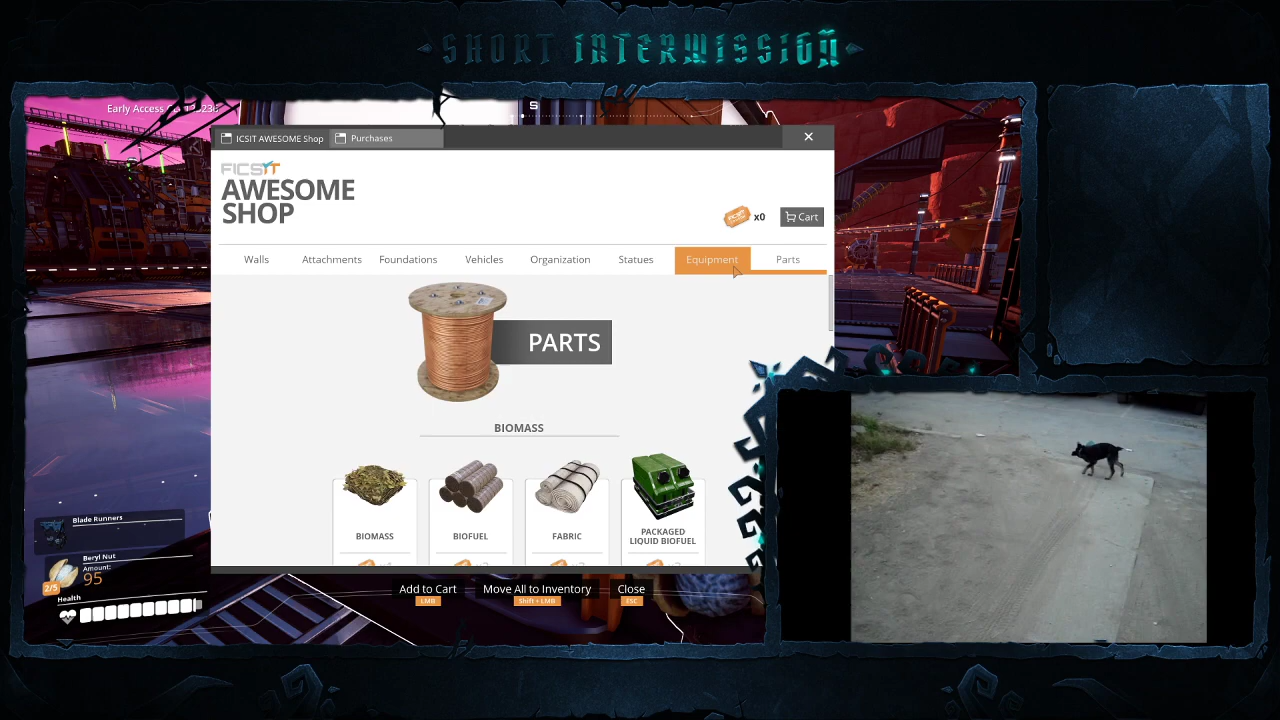 SHORT INTERMISSION
Early Access
S
ICSIT AWESOME Shop
Purchases
FICSIT
AWESOME
SHOP
x0
Cart
Walls
Attachments
Foundations
Vehicles
Organization
Statues
Equipment
Parts
PARTS
BIOMASS
BIOMASS
BIOFUEL
FABRIC
PACKAGED
LIQUID BIOFUEL
Blade Runners
Beryl Nut
Amount:
95
2/5
Health
Add to Cart
Move All to Inventory
Close
LMB
Shift + LMB
ESC